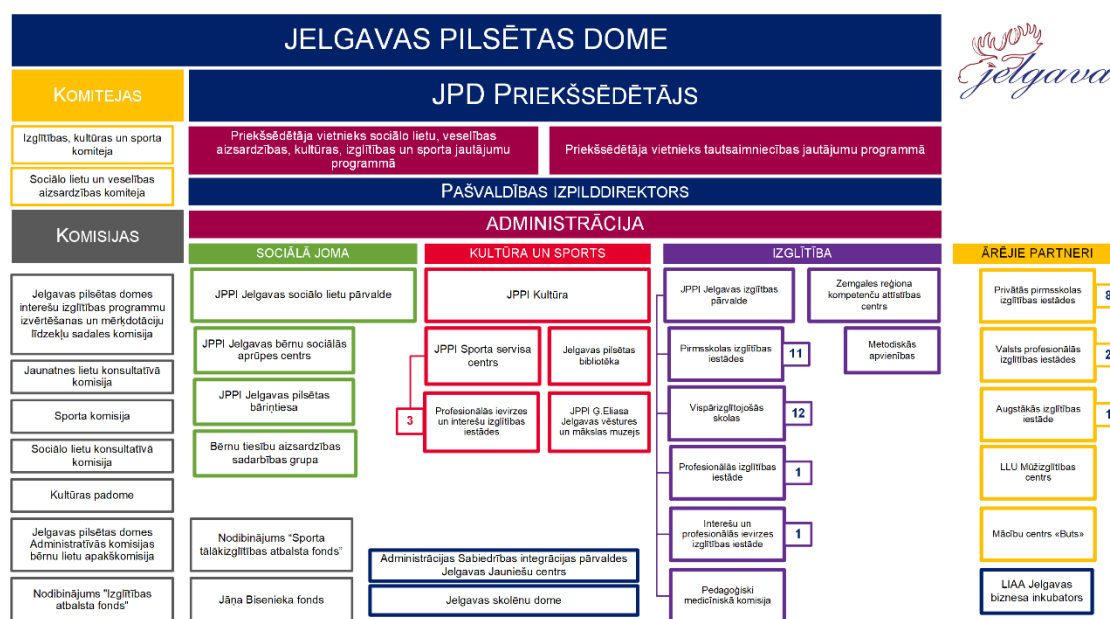 JELGAVAS PILSĒTAS DOME
jelgava
KOMITEJAS
JPD PRIEKŠSĒDĒTĀJS
Izglītības, kultūras un sporta
komiteja
Sociālo lietu un veselības
aizsardzības komiteja
Priekšsēdētāja vietnieks sociālo lietu, veselības
aizsardzības, kultūras, izglītības un sporta jautājumu
programmā
Priekšsēdētāja vietnieks tautsaimniecības jautājumu programmā
PAŠVALDĪBAS IZPILDDIREKTORS
KOMISIJAS
ADMINISTRĀCIJA
SOCIĀLĀ JOMA
KULTŪRA UN SPORTS
IZGLĪTĪBA
ĀRĒJIE PARTNERI
Jelgavas pilsētas domes
interešu izglītības programmu
izvērtēšanas un mērķdotāciju
līdzekļu sadales komisija
Jaunatnes lietu konsultatīvā
komisija
Sporta komisija
Sociālo lietu konsultatīvā
komisija
Kultūras padome
Jelgavas pilsētas domes
Administratīvās komisijas
bērnu lietu apakškomisija
Nodibinājums "Izglītības
atbalsta fonds"
JPPI Jelgavas sociālo lietu pārvalde
JPPI Jelgavas bērnu sociālās
aprūpes centrs
JPPI Jelgavas pilsētas
bāriņtiesa
Bērnu tiesību aizsardzības
sadarbības grupa
Nodibinājums "Sporta
tālākizglītības atbalsta fonds"
Jāņa Bisenieka fonds
JPPI Kultūra
JPPI Sporta servisa
centrs
Jelgavas pilsētas
bibliotēka
3
Profesionālās ievirzes
un interešu izglītības
iestādes
JPPI Ģ.Eliasa
Jelgavas vēstures
un mākslas muzejs
Administrācijas Sabiedrības integrācijas pārvaldes
Jelgavas Jauniešu centrs
Jelgavas skolēnu dome
JPPI Jelgavas izglītbas
pārvalde
Zemgales reģiona
kompetenču attīstības
centrs
Pirmsskolas izglītības
iestādes
11
Metodiskās
apvienības
Vispārizglītojošās
skolas
12
Profesionālās izglītības
iestāde
1
Interešu un
profesionālās ievirzes
izglītības iestāde
1
Pedagoģiski
medicīniskā komisija
Privātās pirmsskolas
izglītības iestādes
8
Valsts profesionālās
izglītības iestādes
2
Augstākās izglītības
iestāde
1
LLU Mūžizglītības
centrs
Mācību centrs «Buts»
LIAA Jelgavas
biznesa inkubators